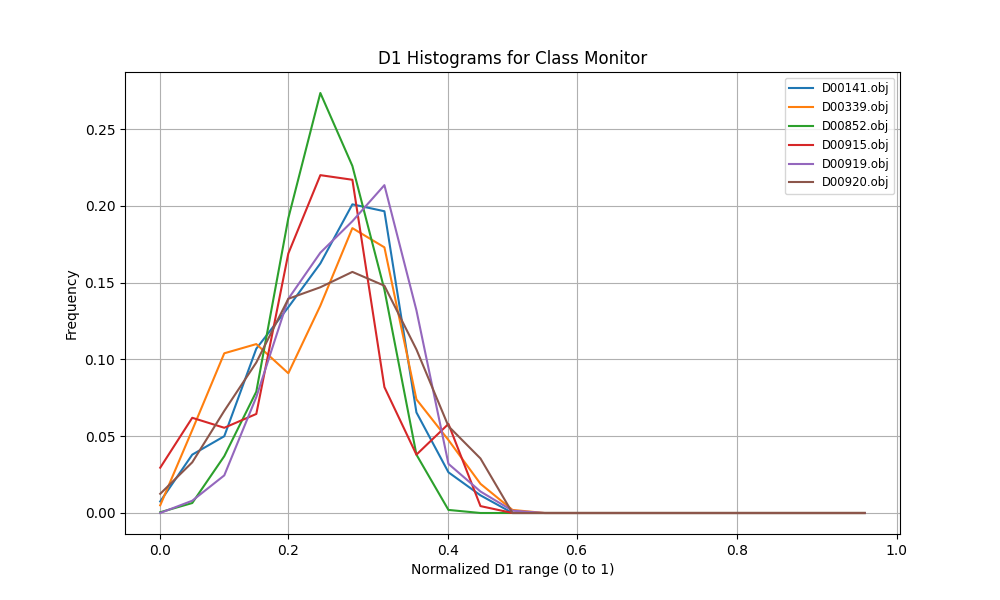 D1 Histograms for Class Monitor
D00141.obj
D00339.obj
D00852.obj
D00915.obj
D00919.obj
D00920.obj
Frequency
0.25
0.20
0.15
0.10
0.05
0.00
0.0 0.2 0.4 0.6 0.8 1.0
Normalized D1 range (0 to 1)